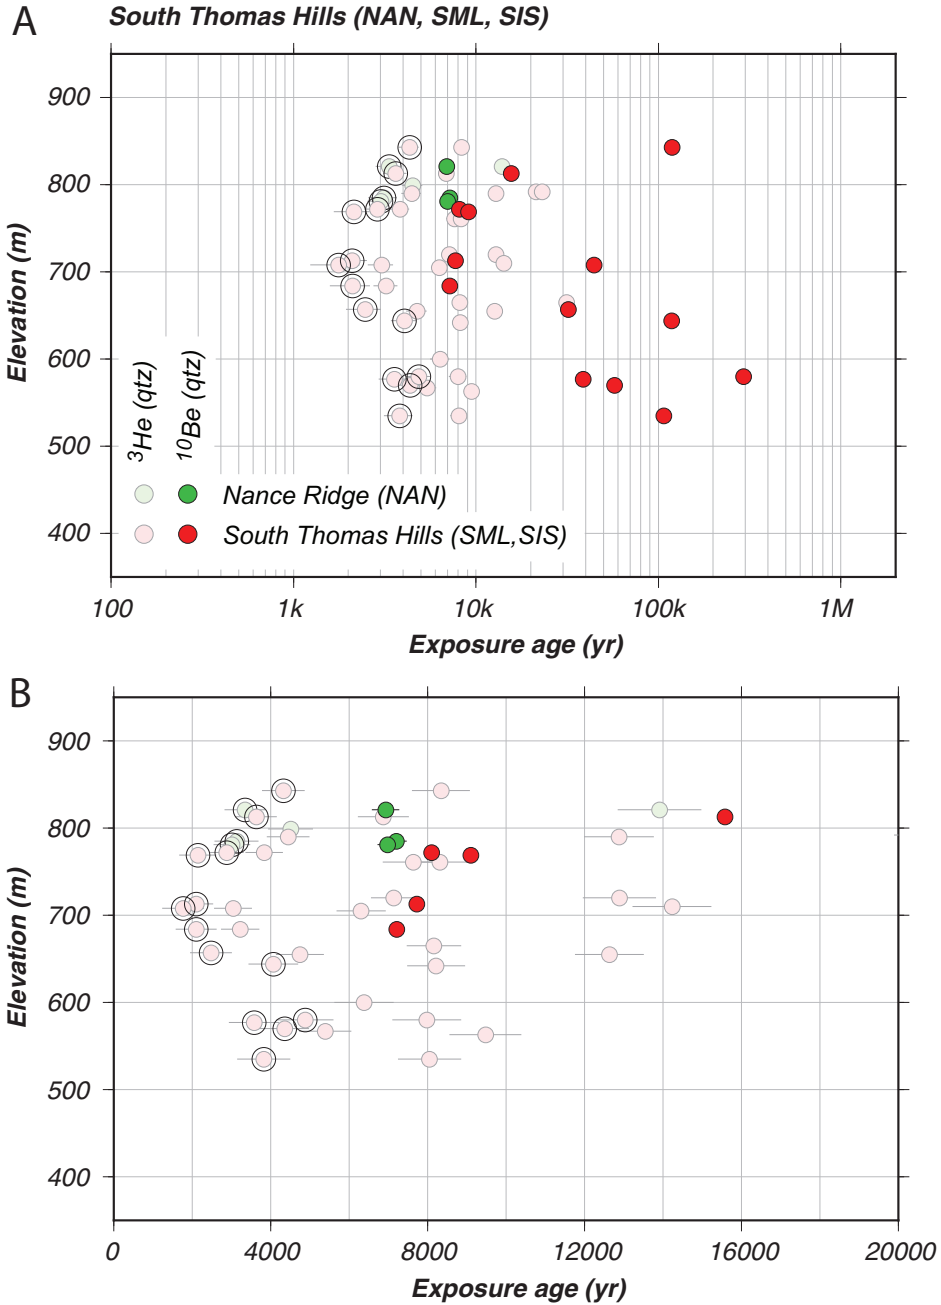 A
South Thomas Hills (NAN, SML, SIS)
900
800
700
600
500
400
Elevation (m)
³He (qtz)
¹⁰Be (qtz)
Nance Ridge (NAN)
South Thomas Hills (SML,SIS)
100 1k 10k 100k 1M
Exposure age (yr)
B
900
800
700
600
500
400
Elevation (m)
0 4000 8000 12000 16000 20000
Exposure age (yr)